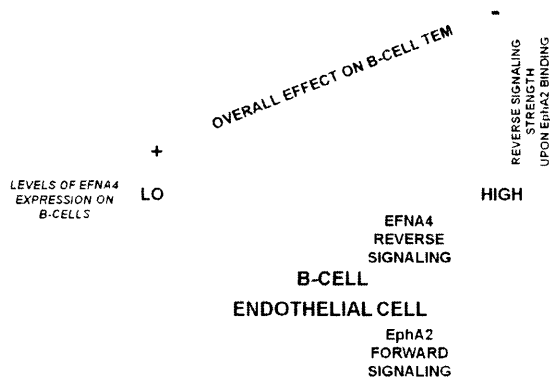 -
OVERALL EFFECT ON B-CELL TEM
REVERSE SIGNALING
STRENGTH
UPON EphA2 BINDING
+
LEVELS OF EFNA4
EXPRESSION ON
B-CELLS
LO
HIGH
EFNA4
REVERSE
SIGNALING
B-CELL
ENDOTHELIAL CELL
EphA2
FORWARD
SIGNALING